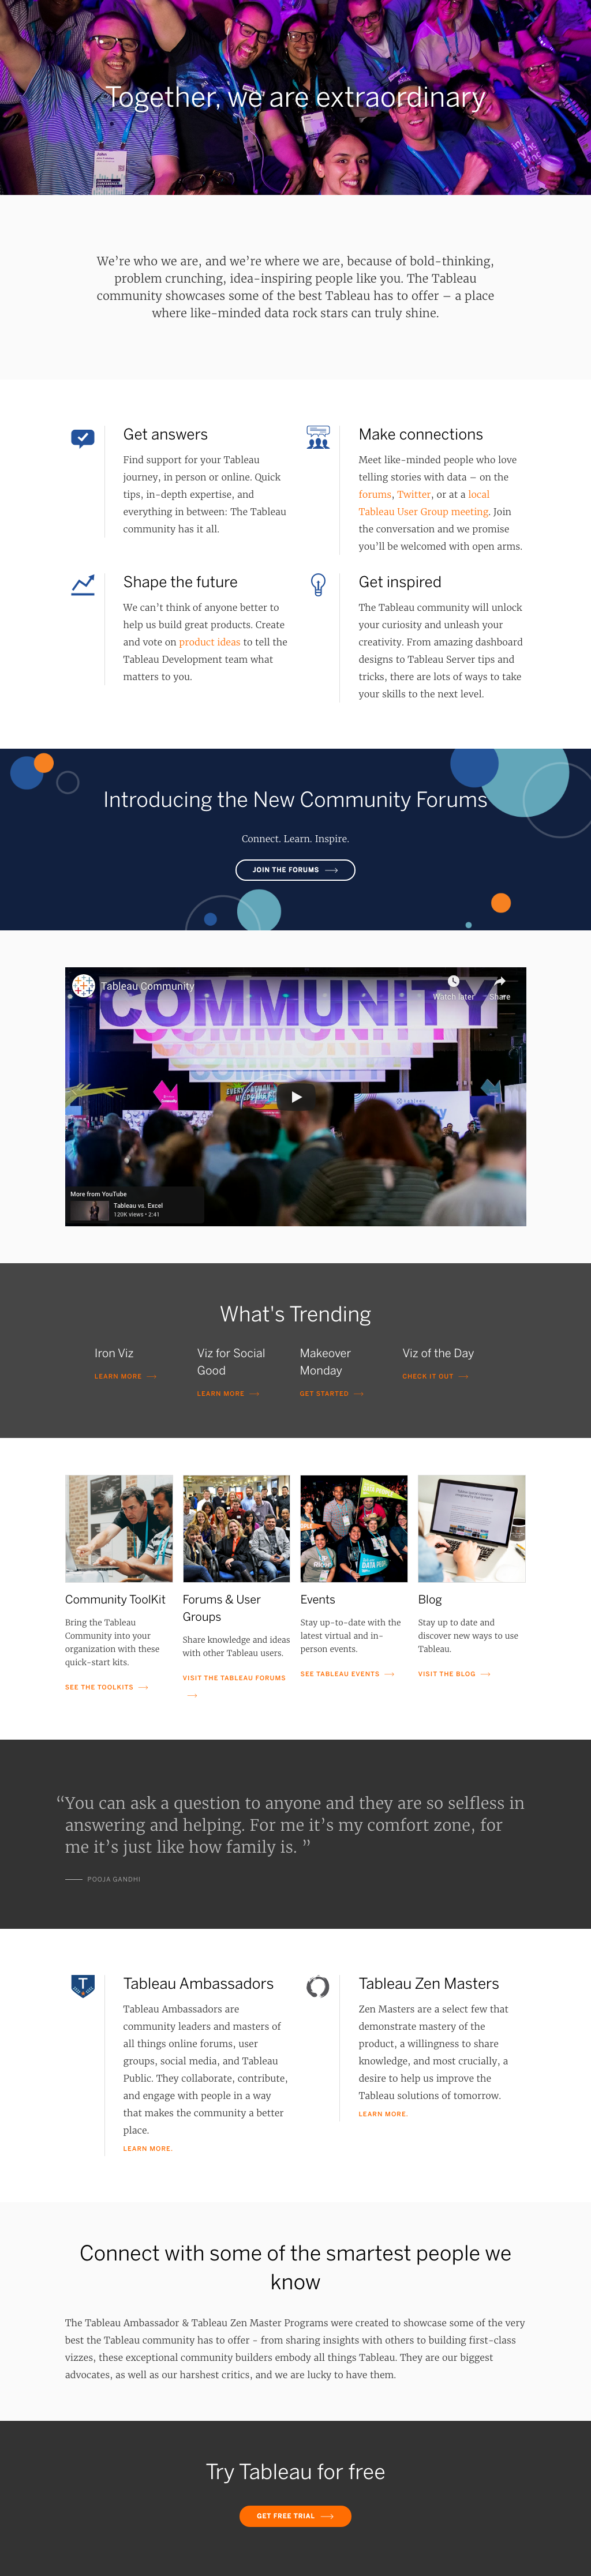 Together, we are extraordinary
We’re who we are, and we’re where we are, because of bold-thinking,
problem crunching, idea-inspiring people like you. The Tableau
community showcases some of the best Tableau has to offer – a place
where like-minded data rock stars can truly shine.
Get answers
Find support for your Tableau
journey, in person or online. Quick
tips, in-depth expertise, and
everything in between: The Tableau
community has it all.
Make connections
Meet like-minded people who love
telling stories with data – on the
forums, Twitter, or at a local
Tableau User Group meeting. Join
the conversation and we promise
you’ll be welcomed with open arms.
Shape the future
We can’t think of anyone better to
help us build great products. Create
and vote on product ideas to tell the
Tableau Development team what
matters to you.
Get inspired
The Tableau community will unlock
your curiosity and unleash your
creativity. From amazing dashboard
designs to Tableau Server tips and
tricks, there are lots of ways to take
your skills to the next level.
Introducing the New Community Forums
Connect. Learn. Inspire.
JOIN THE FORUMS
Tableau Community
Watch later
Share
COMMUNITY
More from YouTube
Tableau vs. Excel
120K views • 2:41
What's Trending
Iron Viz
LEARN MORE
Viz for Social
Good
LEARN MORE
Makeover
Monday
GET STARTED
Viz of the Day
CHECK IT OUT
Community ToolKit
Bring the Tableau
Community into your
organization with these
quick-start kits.
SEE THE TOOLKITS
Forums & User
Groups
Share knowledge and ideas
with other Tableau users.
VISIT THE TABLEAU FORUMS
Events
Stay up-to-date with the
latest virtual and in-
person events.
SEE TABLEAU EVENTS
Blog
Stay up to date and
discover new ways to use
Tableau.
VISIT THE BLOG
“You can ask a question to anyone and they are so selfless in
answering and helping. For me it’s my comfort zone, for
me it’s just like how family is. ”
POOJA GANDHI
Tableau Ambassadors
Tableau Ambassadors are
community leaders and masters of
all things online forums, user
groups, social media, and Tableau
Public. They collaborate, contribute,
and engage with people in a way
that makes the community a better
place.
LEARN MORE.
Tableau Zen Masters
Zen Masters are a select few that
demonstrate mastery of the
product, a willingness to share
knowledge, and most crucially, a
desire to help us improve the
Tableau solutions of tomorrow.
LEARN MORE.
Connect with some of the smartest people we
know
The Tableau Ambassador & Tableau Zen Master Programs were created to showcase some of the very
best the Tableau community has to offer - from sharing insights with others to building first-class
vizzes, these exceptional community builders embody all things Tableau. They are our biggest
advocates, as well as our harshest critics, and we are lucky to have them.
Try Tableau for free
GET FREE TRIAL